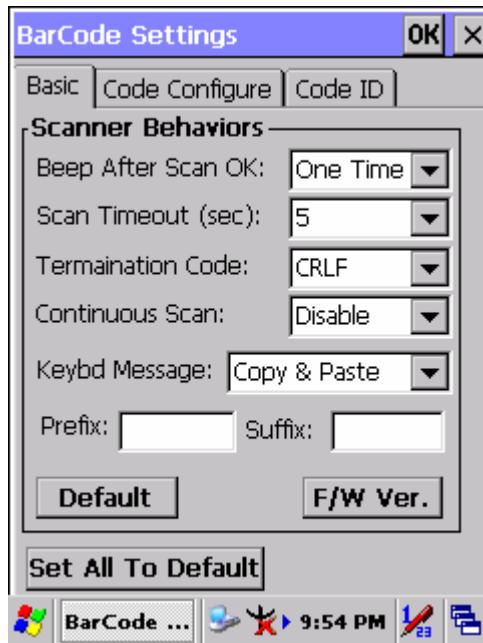 BarCode Settings OK ×
Basic Code Configure Code ID
Scanner Behaviors
Beep After Scan OK: One Time
Scan Timeout (sec): 5
Termaination Code: CRLF
Continuous Scan: Disable
Keybd Message: Copy & Paste
Prefix: Suffix:
Default F/W Ver.
Set All To Default
BarCode ... 9:54 PM 1 23